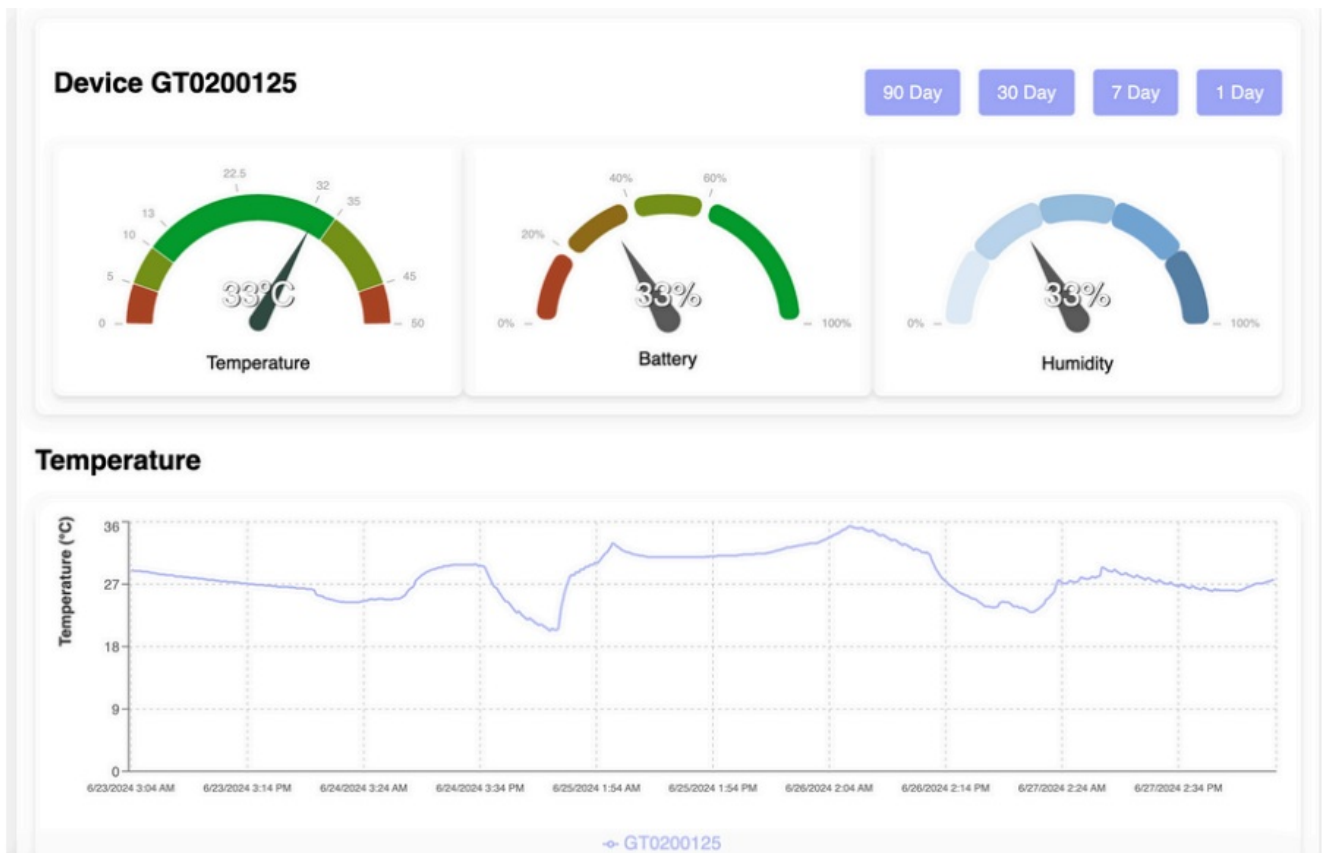 Device GT0200125
90 Day
30 Day
7 Day
1 Day
0
5
10
13
22.5
32
35
45
50
33°C
Temperature
0%
20%
40%
60%
100%
33%
Battery
0%
100%
33%
Humidity
Temperature
Temperature (°C)
36
27
18
9
0
6/23/2024 3:04 AM
6/23/2024 3:14 PM
6/24/2024 3:24 AM
6/24/2024 3:34 PM
6/25/2024 1:54 AM
6/25/2024 1:54 PM
6/26/2024 2:04 AM
6/26/2024 2:14 PM
6/27/2024 2:24 AM
6/27/2024 2:34 PM
GT0200125